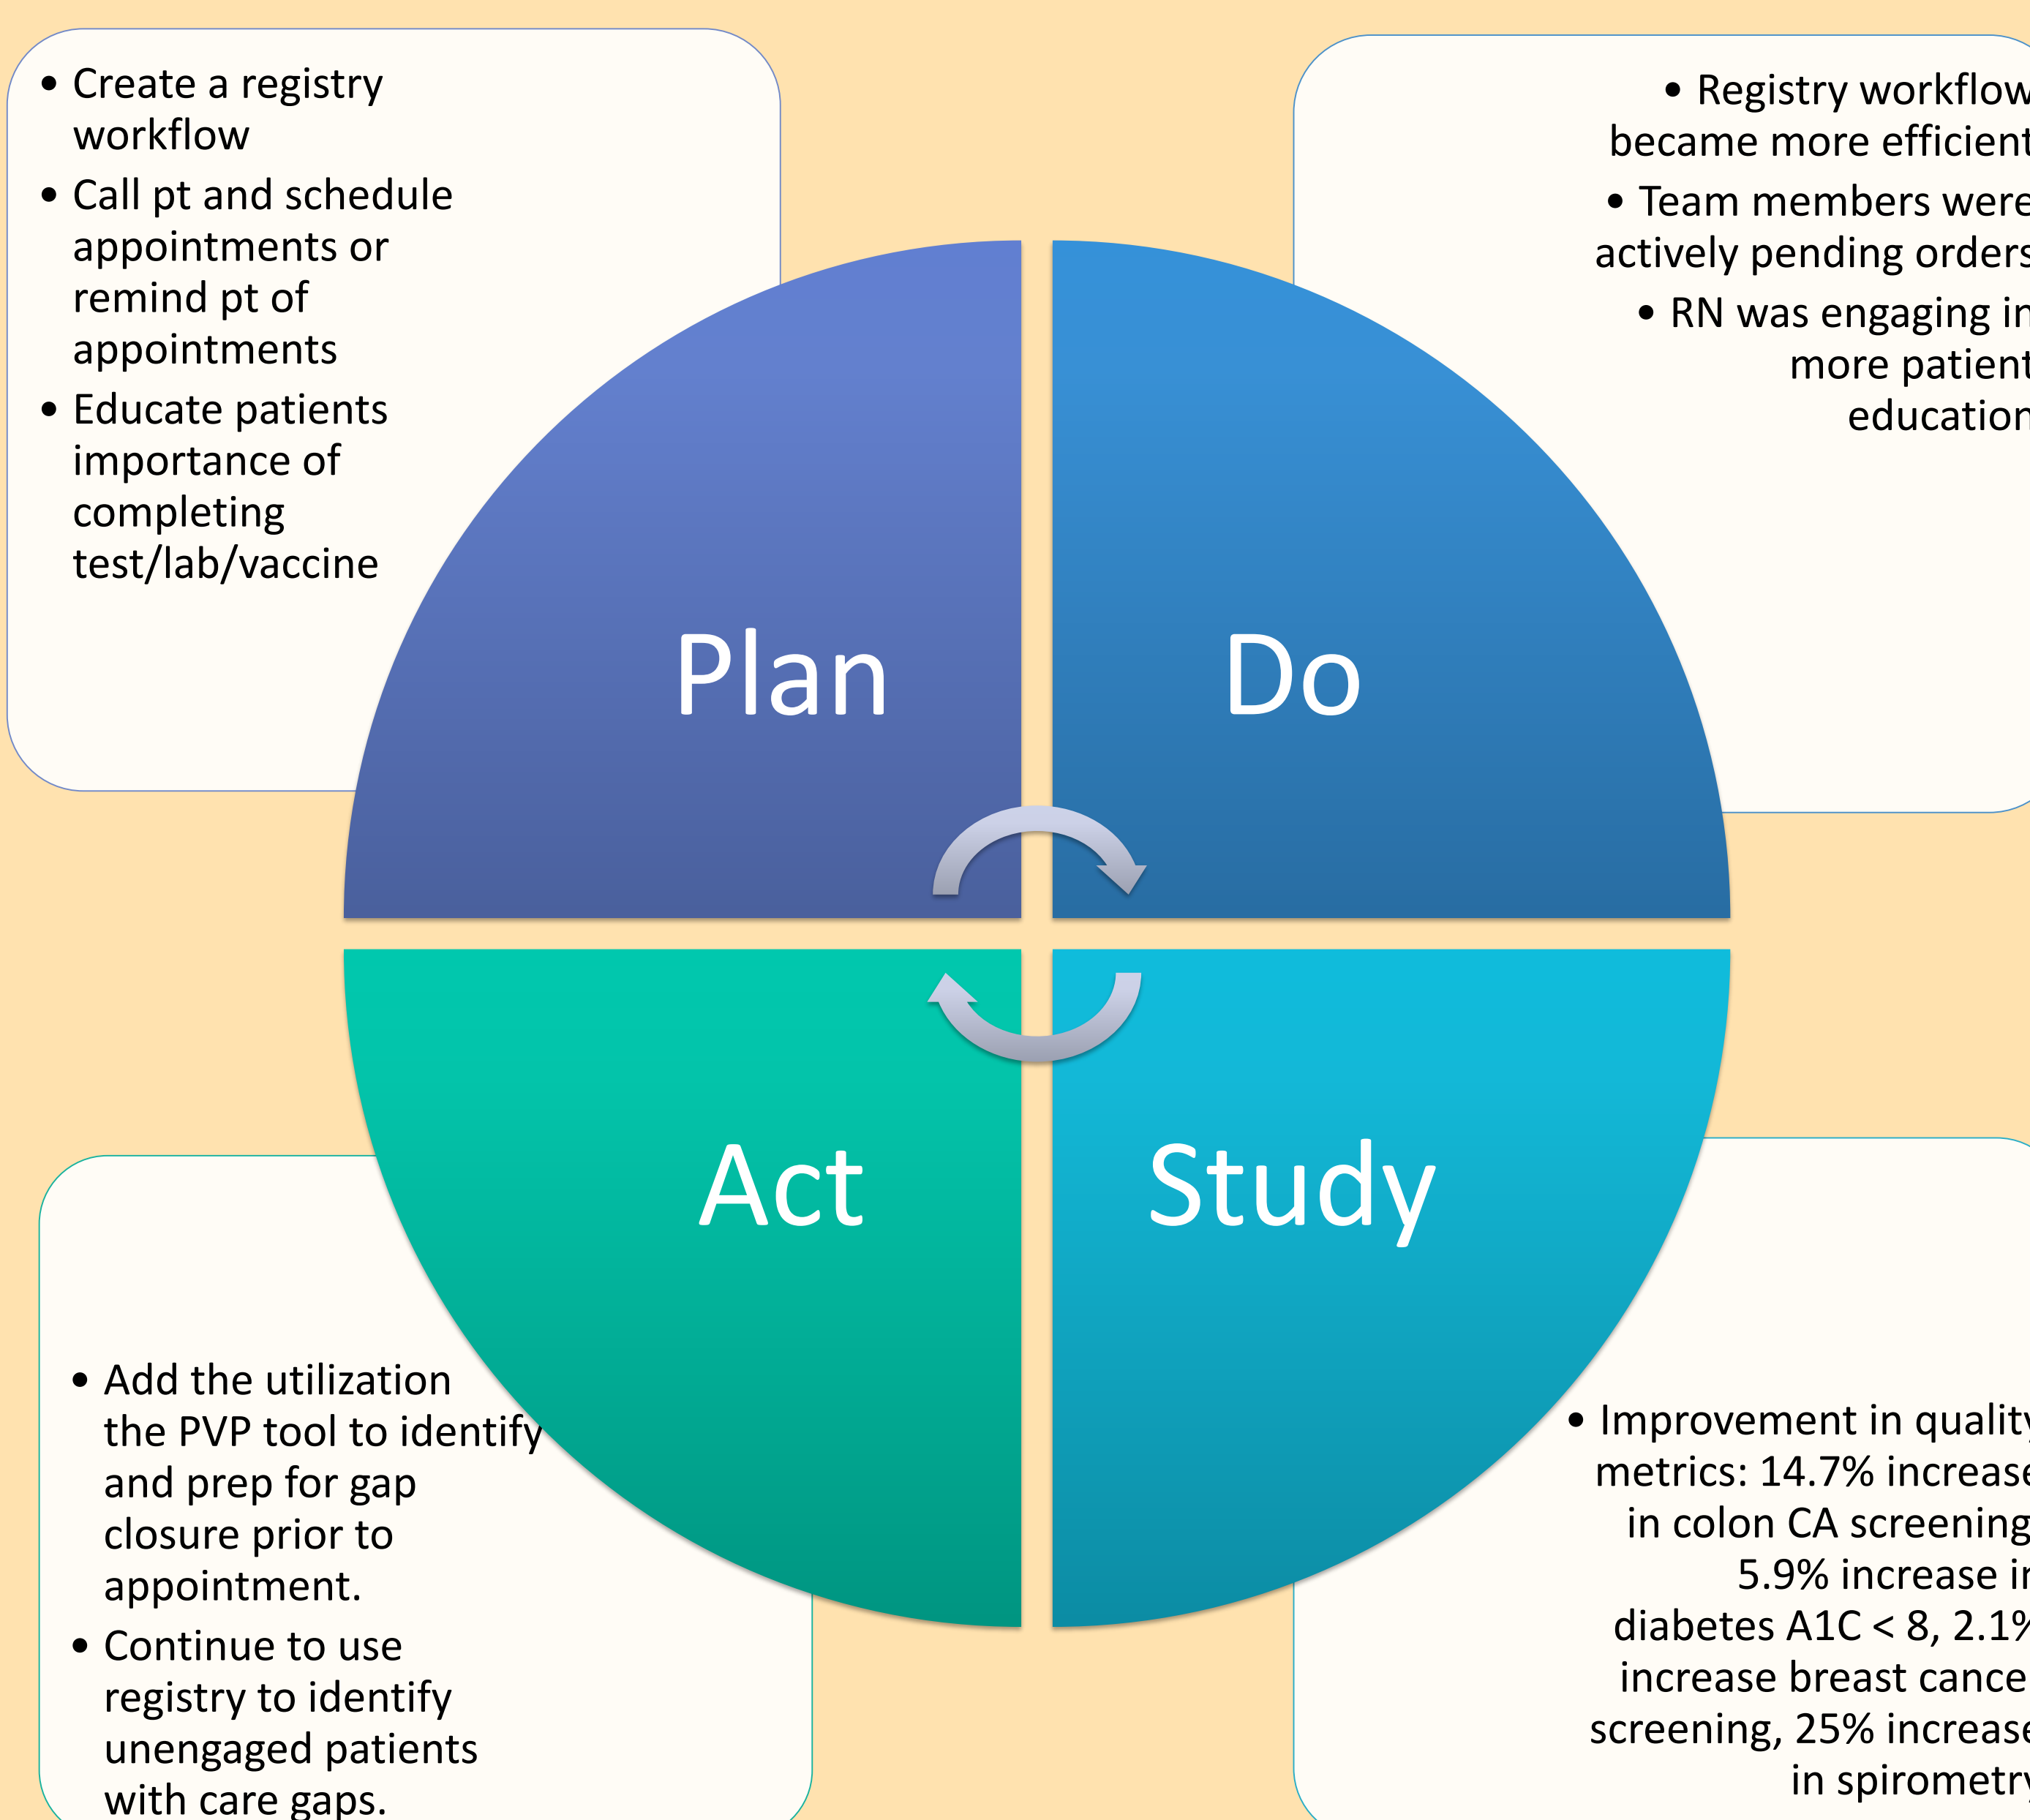 • Create a registry
workflow
• Call pt and schedule
appointments or
remind pt of
appointments
• Educate patients
importance of
completing
test/lab/vaccine
• Registry workflow
became more efficient
• Team members were
actively pending orders
• RN was engaging in
more patient
education
Plan
Do
Act
Study
• Add the utilization
the PVP tool to identify
and prep for gap
closure prior to
appointment.
• Continue to use
registry to identify
unengaged patients
with care gaps.
• Improvement in quality
metrics: 14.7% increase
in colon CA screening
5.9% increase in
diabetes A1C < 8, 2.1%
increase breast cancer
screening, 25% increase
in spirometry